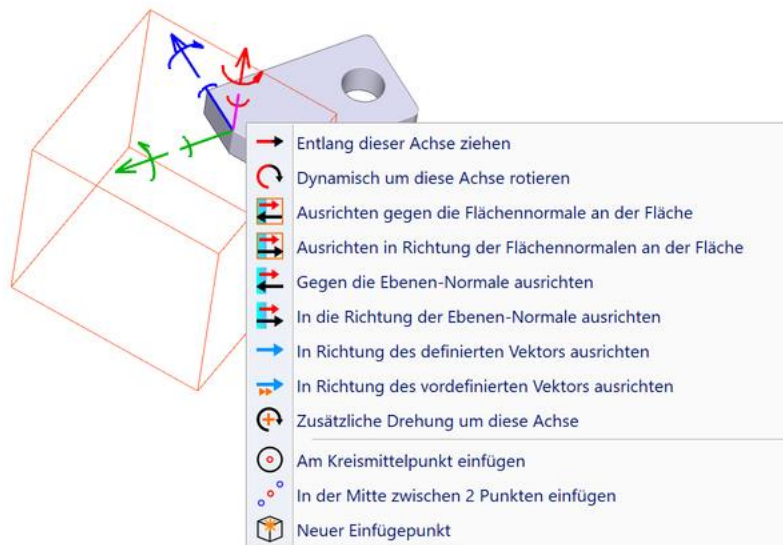 Entlang dieser Achse ziehen
Dynamisch um diese Achse rotieren
Ausrichten gegen die Flächennormale an der Fläche
Ausrichten in Richtung der Flächennormalen an der Fläche
Gegen die Ebenen-Normale ausrichten
In die Richtung der Ebenen-Normale ausrichten
In Richtung des definierten Vektors ausrichten
In Richtung des vordefinierten Vektors ausrichten
Zusätzliche Drehung um diese Achse
Am Kreismittelpunkt einfügen
In der Mitte zwischen 2 Punkten einfügen
Neuer Einfügepunkt